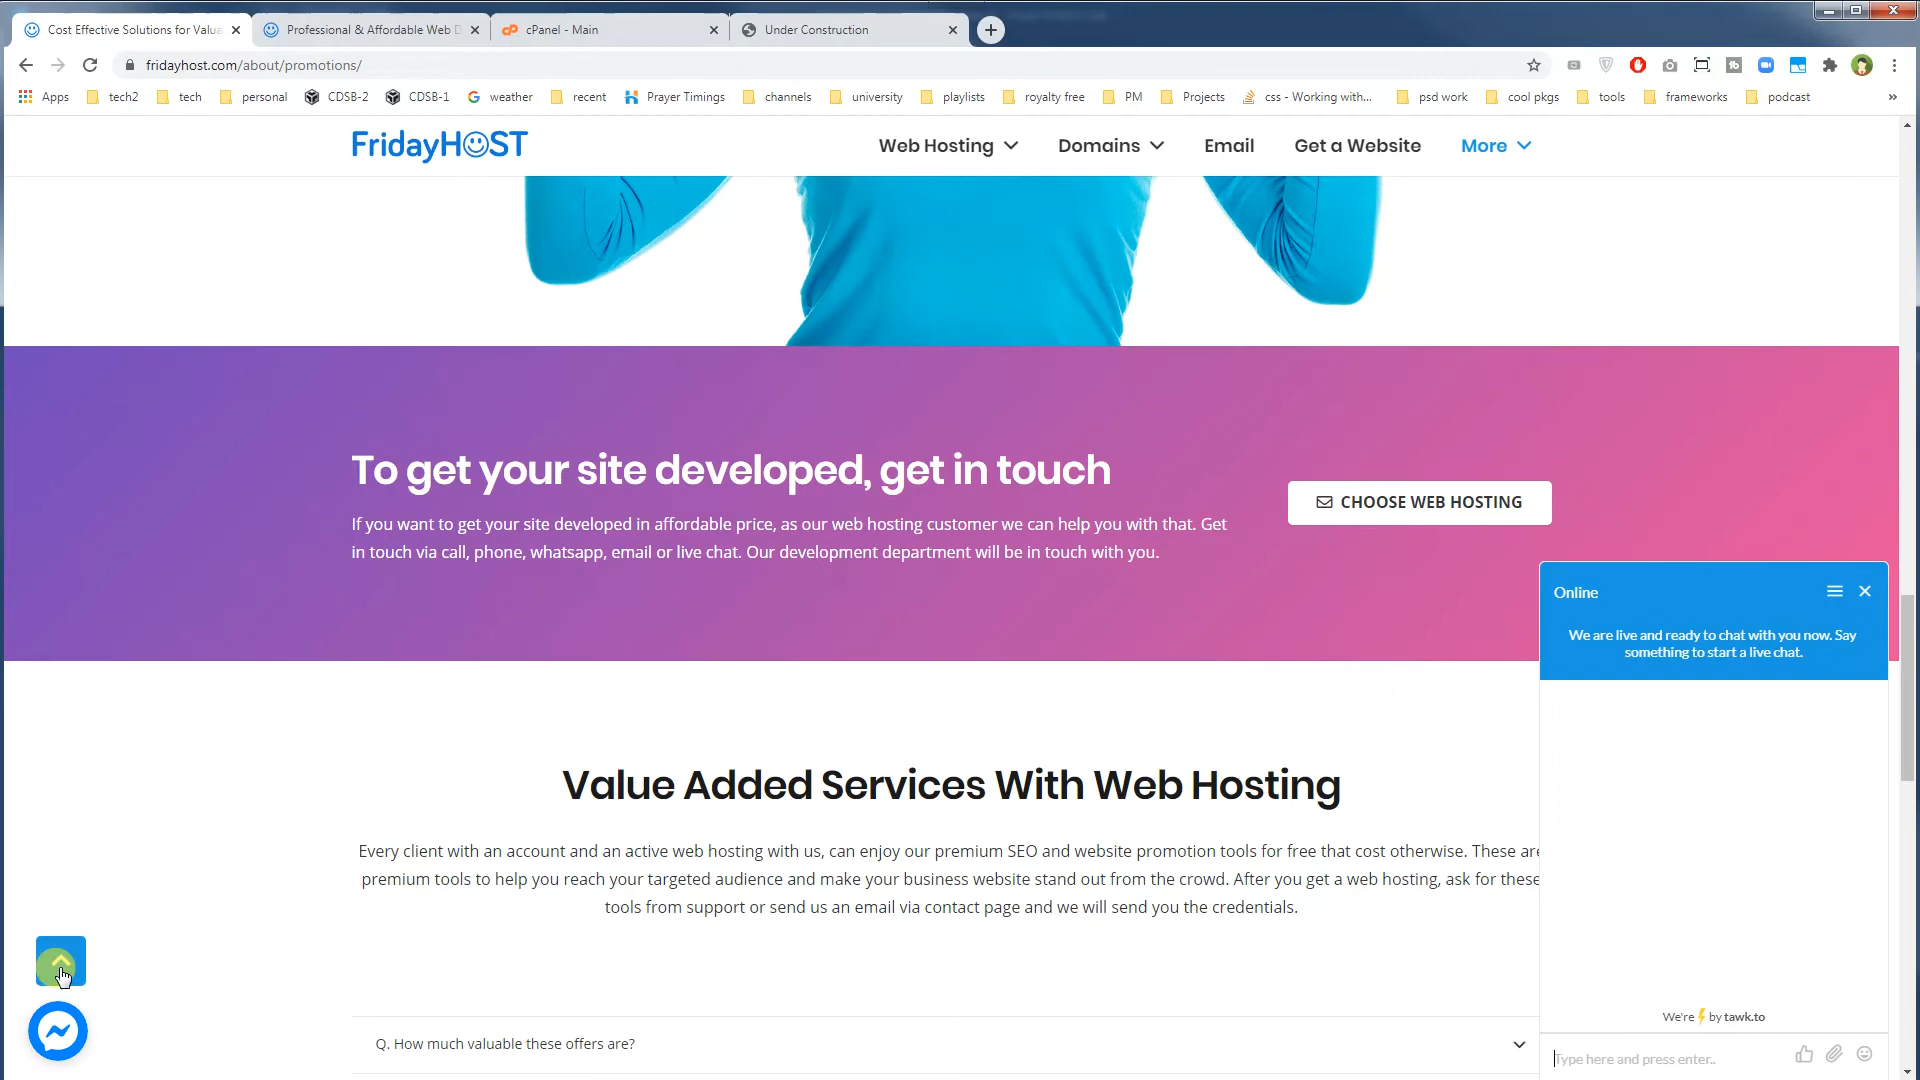 Cost Effective Solutions for Valua
Professional & Affordable Web D
cPanel - Main
Under Construction
fridayhost.com/about/promotions/
Apps
tech2
tech
personal
CDSB-2
CDSB-1
weather
recent
Prayer Timings
channels
university
playlists
royalty free
PM
Projects
css - Working with...
psd work
cool pkgs
tools
frameworks
podcast
FridayHOST
Web Hosting
Domains
Email
Get a Website
More
To get your site developed, get in touch
If you want to get your site developed in affordable price, as our web hosting customer we can help you with that. Get
in touch via call, phone, whatsapp, email or live chat. Our development department will be in touch with you.
CHOOSE WEB HOSTING
Online
We are live and ready to chat with you now. Say
something to start a live chat.
Value Added Services With Web Hosting
Every client with an account and an active web hosting with us, can enjoy our premium SEO and website promotion tools for free that cost otherwise. These are
premium tools to help you reach your targeted audience and make your business website stand out from the crowd. After you get a web hosting, ask for these
tools from support or send us an email via contact page and we will send you the credentials.
We're by tawk.to
Q. How much valuable these offers are?
Type here and press enter..